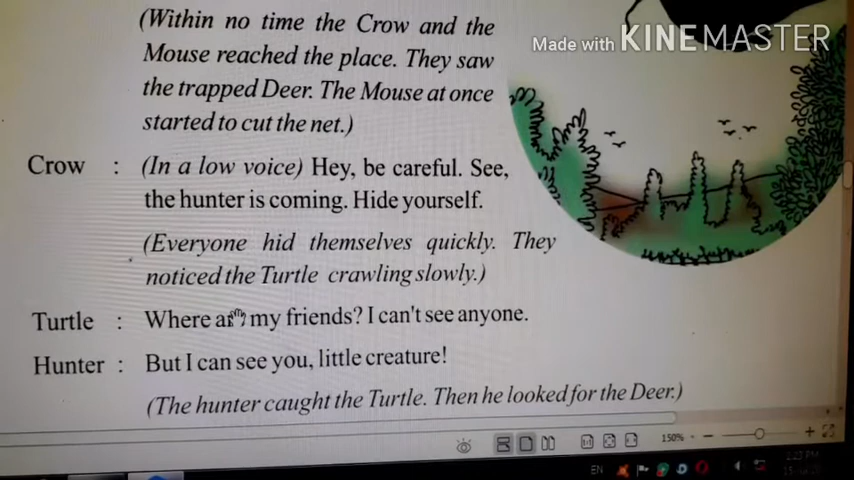 (Within no time the Crow and the
Made with KINEMASTER
Mouse reached the place. They saw
the trapped Deer. The Mouse at once
started to cut the net.)
Crow : (In a low voice) Hey, be careful. See,
the hunter is coming. Hide yourself.
(Everyone hid themselves quickly. They
noticed the Turtle crawling slowly.)
Turtle : Where are my friends? I can't see anyone.
Hunter : But I can see you, little creature!
(The hunter caught the Turtle. Then he looked for the Deer.)
150%
EN